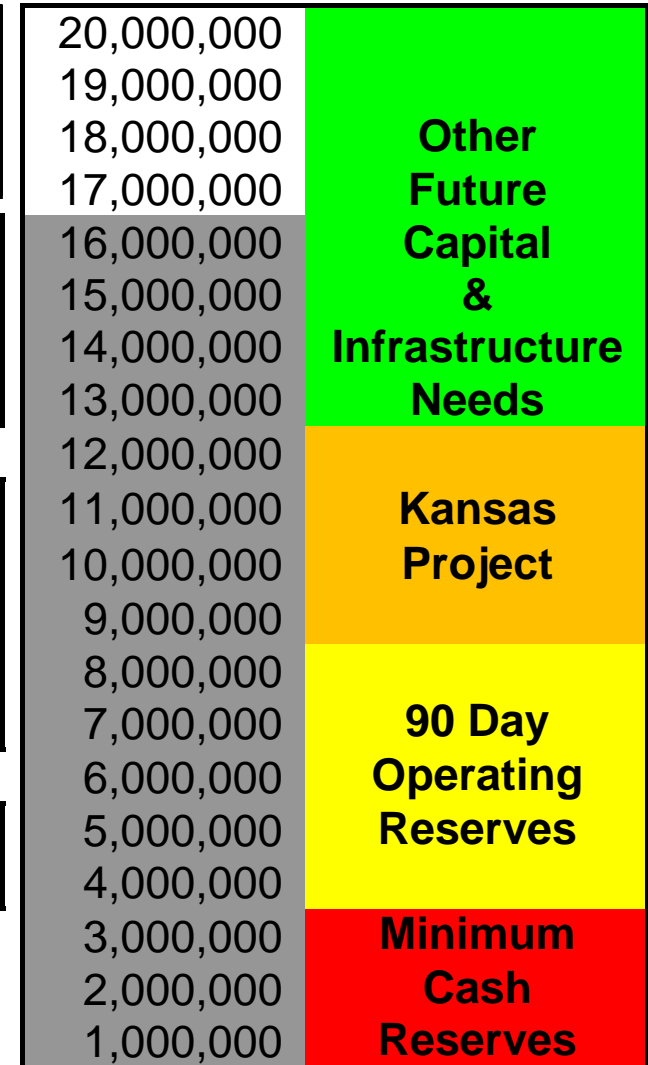 20,000,000
19,000,000
18,000,000 Other
17,000,000 Future
16,000,000 Capital
15,000,000 &
14,000,000 Infrastructure
13,000,000 Needs
12,000,000
11,000,000 Kansas
10,000,000 Project
9,000,000
8,000,000
7,000,000 90 Day
6,000,000 Operating
5,000,000 Reserves
4,000,000
3,000,000 Minimum
2,000,000 Cash
1,000,000 Reserves